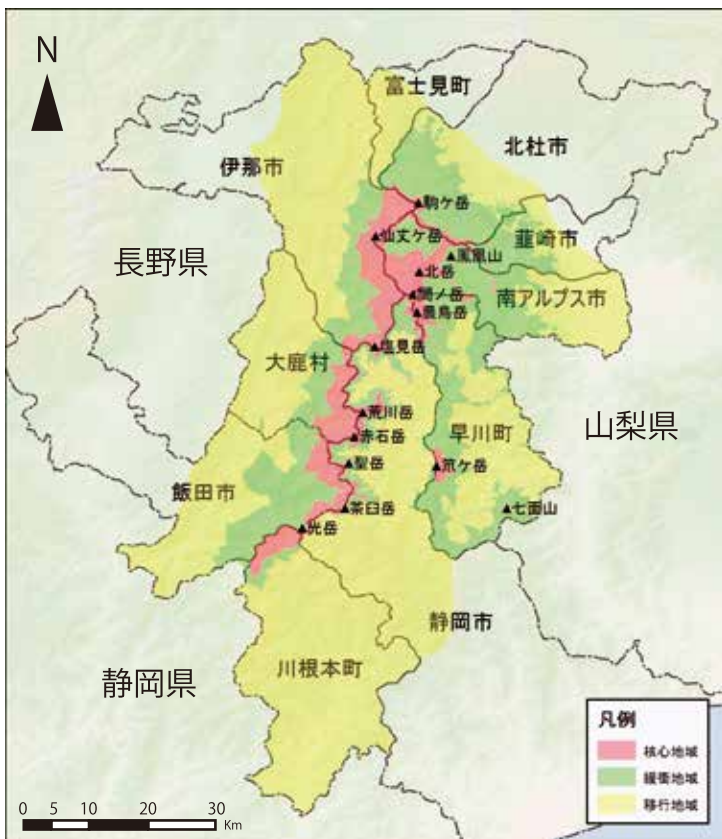 N
富士見町
北杜市
伊那市
駒ケ岳
韮崎市
仙丈ケ岳
鳳凰山
長野県
北岳
間ノ岳
南アルプス市
農鳥岳
塩見岳
大鹿村
荒川岳
早川町
山梨県
赤石岳
聖岳
笊ケ岳
飯田市
茶臼岳
七面山
光岳
静岡市
川根本町
静岡県
凡例
核心地域
緩衝地域
移行地域
0 5 10 20 30
Km